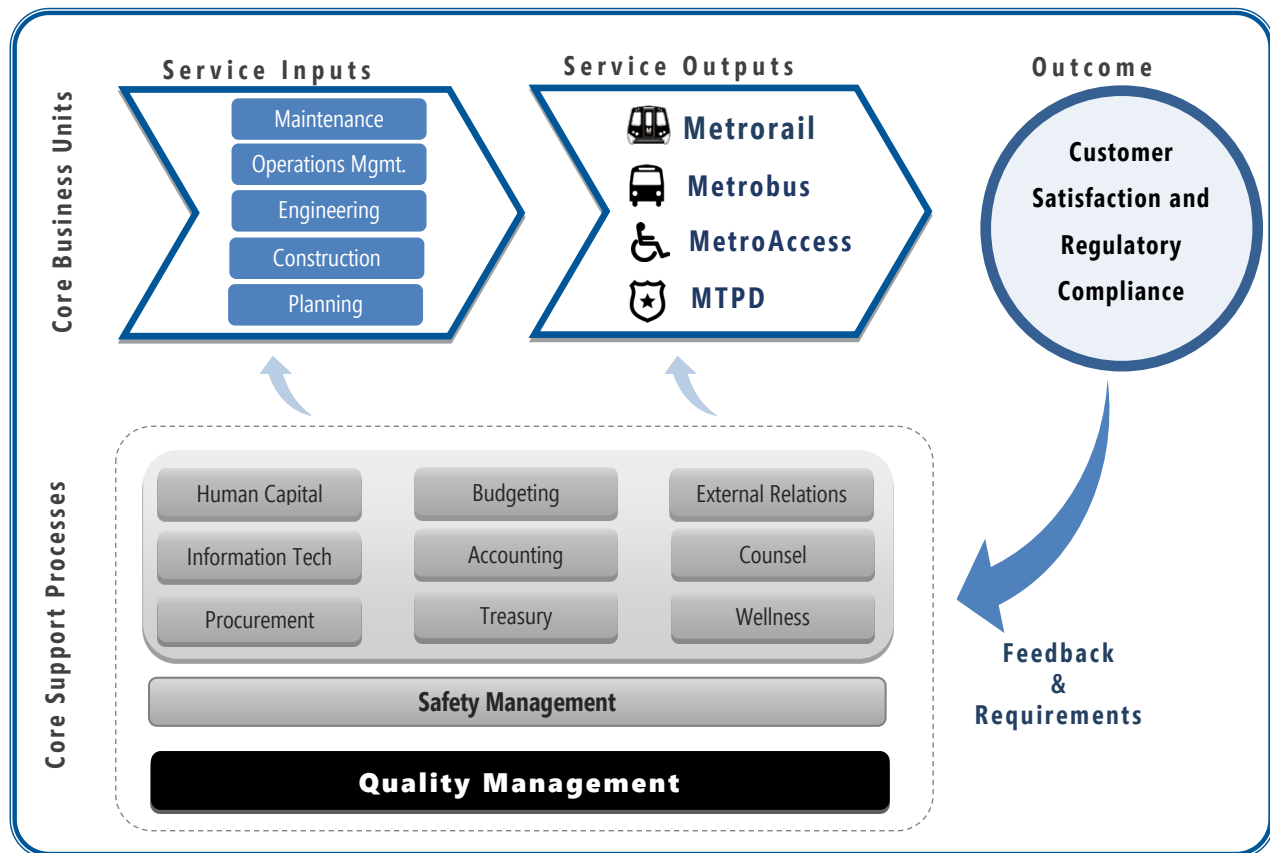 Service Inputs
Service Outputs
Outcome
Core Business Units
Maintenance
Operations Mgmt.
Engineering
Construction
Planning
Metrorail
Metrobus
MetroAccess
MTPD
Customer
Satisfaction and
Regulatory
Compliance
Core Support Processes
Human Capital
Budgeting
External Relations
Information Tech
Accounting
Counsel
Procurement
Treasury
Wellness
Safety Management
Quality Management
Feedback
&
Requirements